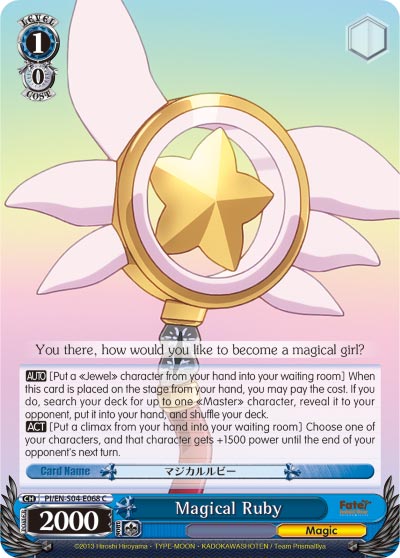 LEVEL
1
0
COST
You there, how would you like to become a magical girl?
AUTO [Put a «Jewel» character from your hand into your waiting room] When
this card is placed on the stage from your hand, you may pay the cost. If you
do, search your deck for up to one «Master» character, reveal it to your
opponent, put it into your hand, and shuffle your deck.
ACT [Put a climax from your hand into your waiting room] Choose one
of your characters, and that character gets +1500 power until the end of your
opponent's next turn.
Card Name マジカルルビー
CH PI/EN-S04-E068 C
POWER
2000
Magical Ruby
Fate
Magic
©2013 Hiroshi Hiroyama・TYPE-MOON・KADOKAWASHOTEN / Team Prismaillya